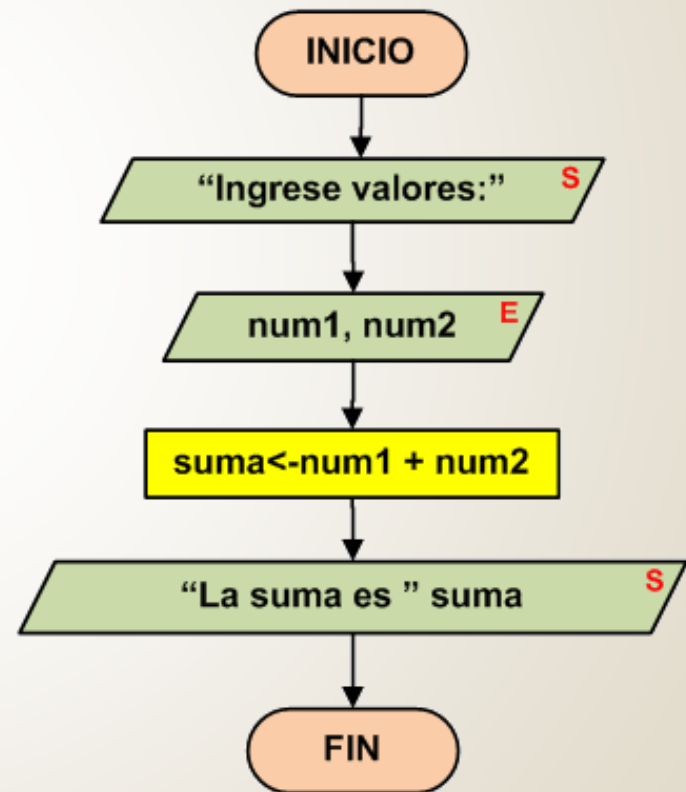 INICIO
“Ingrese valores:” S
num1, num2 E
suma<-num1 + num2
“La suma es ” suma S
FIN